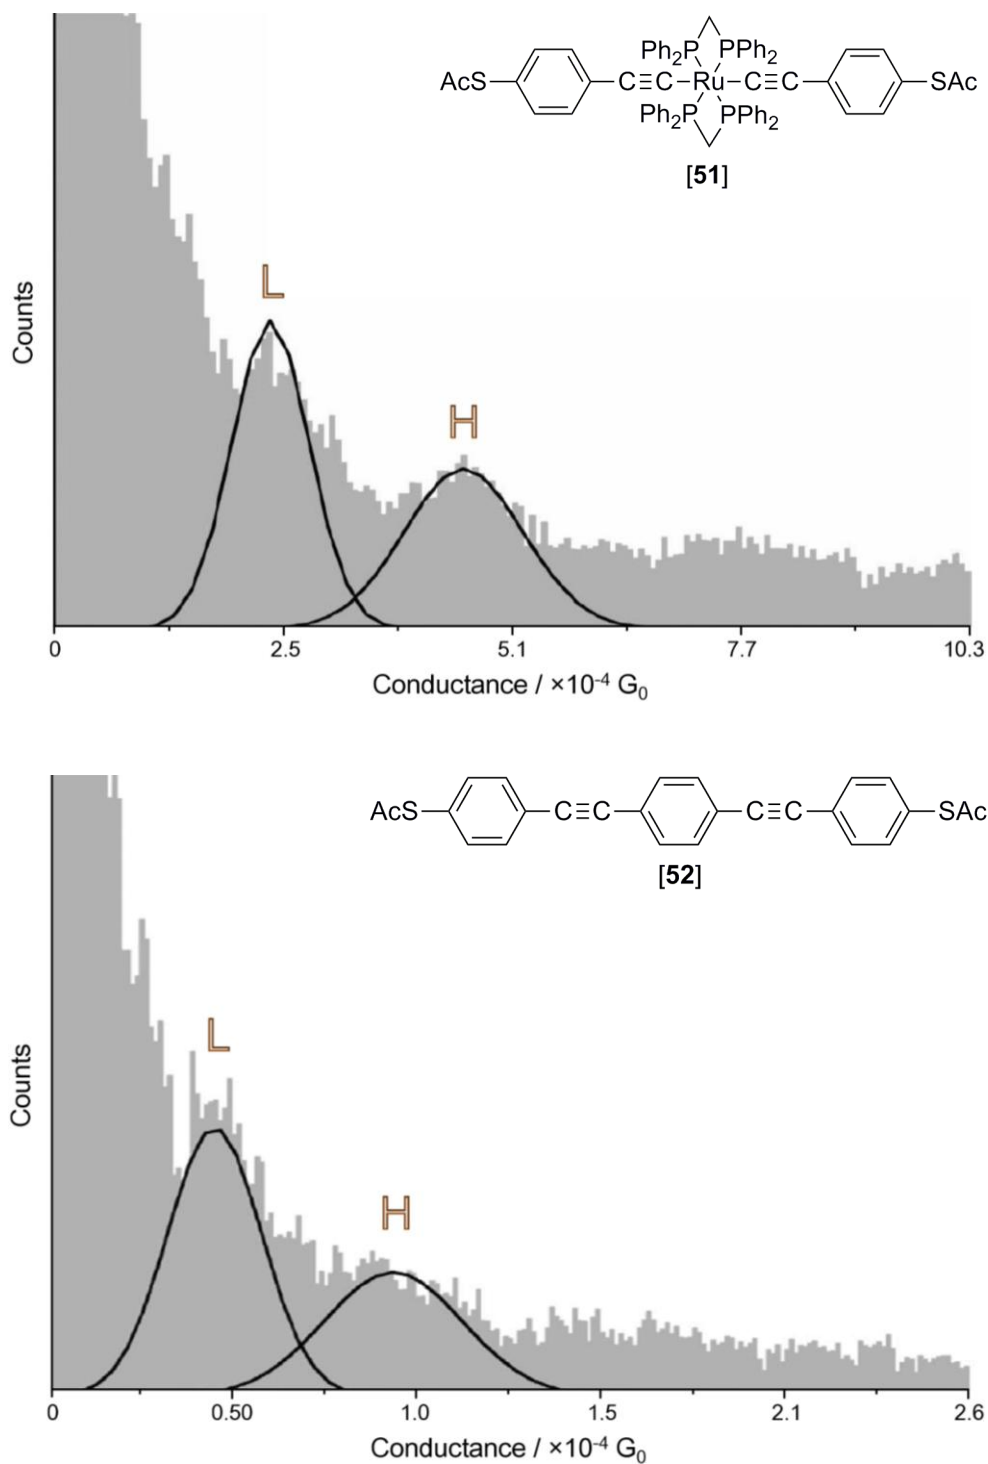 Ph₂P PPh₂
AcS C≡C Ru C≡C SAc
Ph₂P PPh₂
[51]
L
H
Counts
0 2.5 5.1 7.7 10.3
Conductance / ×10⁻⁴ G₀
AcS C≡C C≡C SAc
[52]
L
H
Counts
0 0.50 1.0 1.5 2.1 2.6
Conductance / ×10⁻⁴ G₀